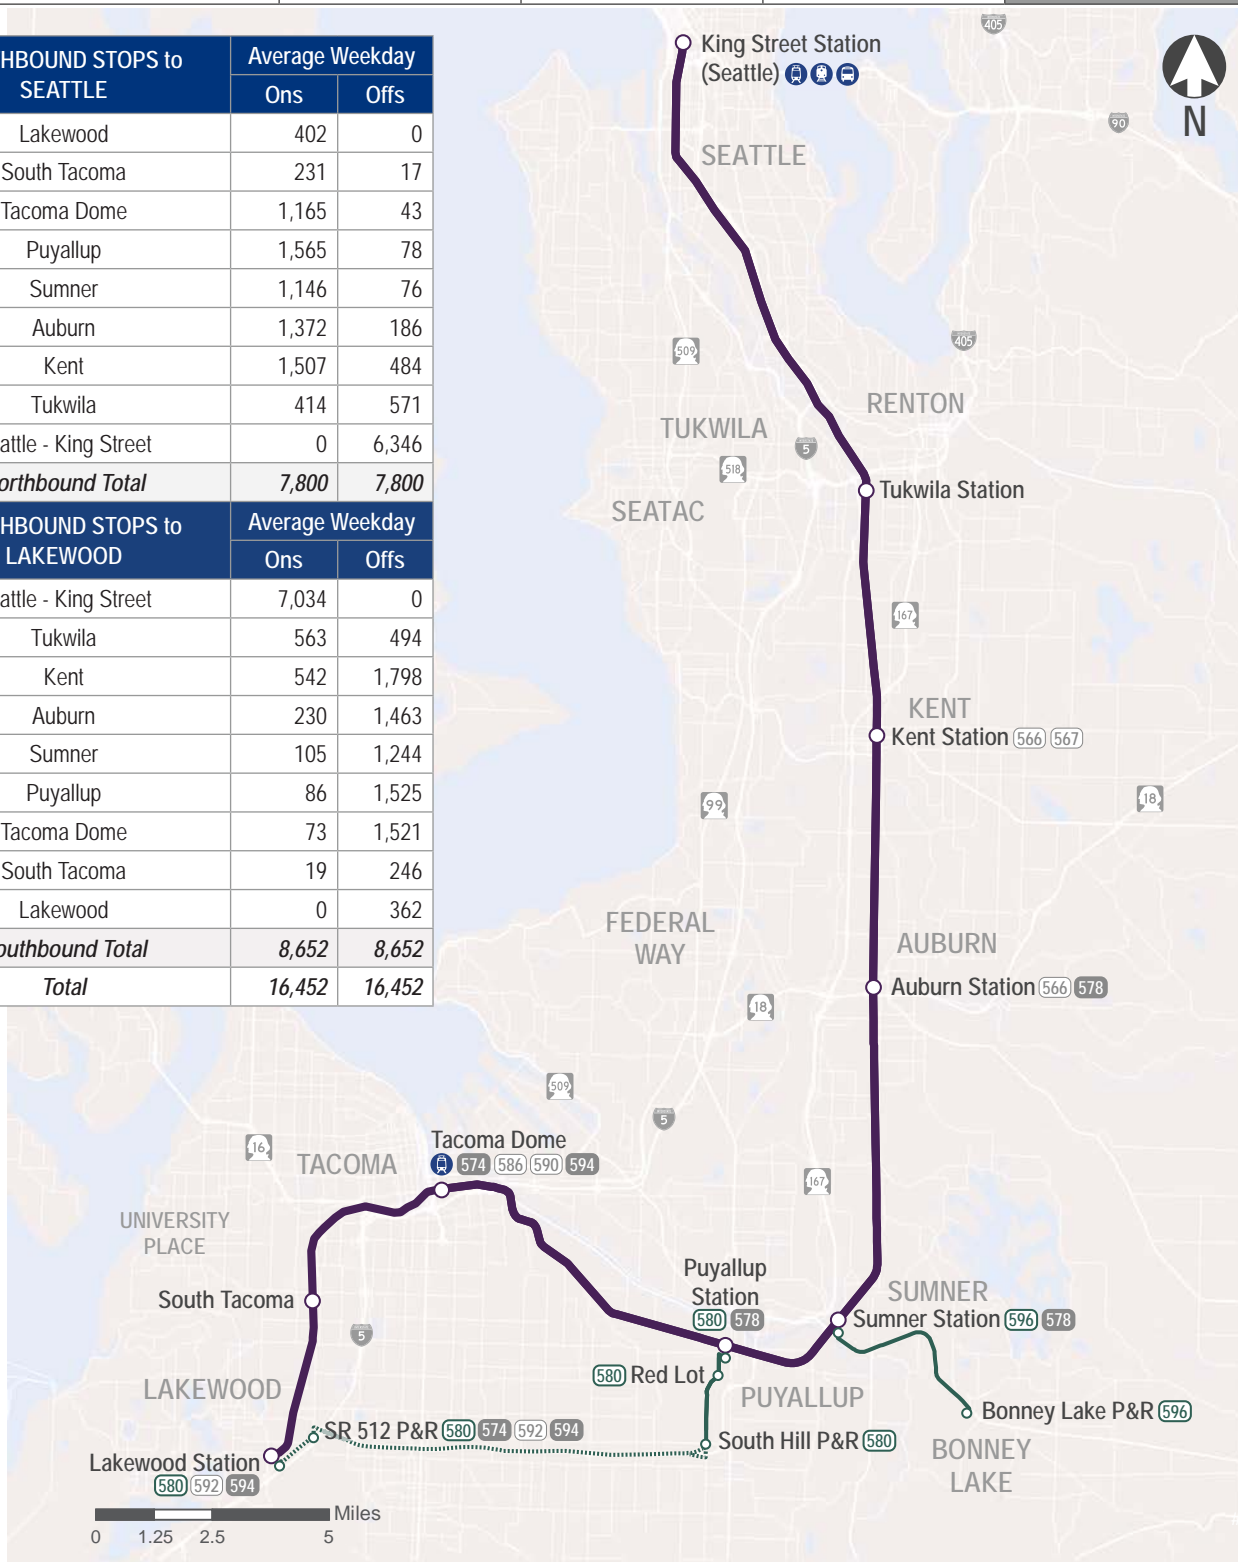 HBOUND STOPS to
SEATTLE
Average Weekday
Ons Offs
Lakewood 402 0
South Tacoma 231 17
Tacoma Dome 1,165 43
Puyallup 1,565 78
Sumner 1,146 76
Auburn 1,372 186
Kent 1,507 484
Tukwila 414 571
attle - King Street 0 6,346
orthbound Total 7,800 7,800
HBOUND STOPS to
LAKEWOOD
Average Weekday
Ons Offs
attle - King Street 7,034 0
Tukwila 563 494
Kent 542 1,798
Auburn 230 1,463
Sumner 105 1,244
Puyallup 86 1,525
Tacoma Dome 73 1,521
South Tacoma 19 246
Lakewood 0 362
outhbound Total 8,652 8,652
Total 16,452 16,452
405
King Street Station
(Seattle)
N
90
SEATTLE
509
405
RENTON
TUKWILA
5
518
Tukwila Station
SEATAC
167
KENT
Kent Station 566 567
99
18
FEDERAL
WAY
AUBURN
Auburn Station 566 578
18
509
5
16
Tacoma Dome
574 586 590 594
TACOMA
167
UNIVERSITY
PLACE
Puyallup
Station
580 578
SUMNER
Sumner Station 596 578
South Tacoma
5
580 Red Lot
LAKEWOOD
PUYALLUP
Bonney Lake P&R 596
SR 512 P&R 580 574 592 594
South Hill P&R 580
BONNEY
LAKE
Lakewood Station
580 592 594
Miles
0 1.25 2.5 5